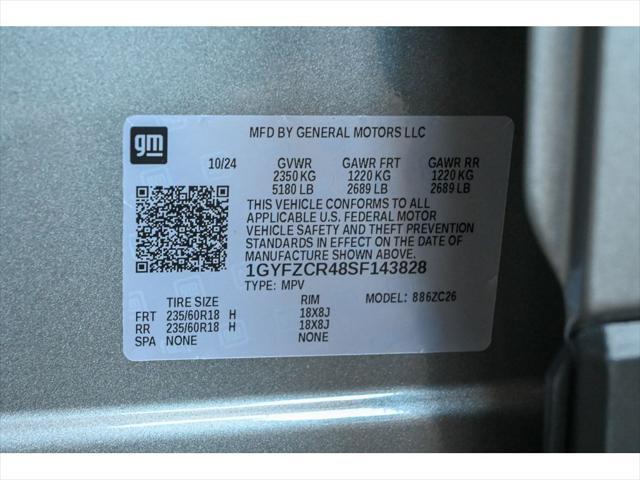 gm
MFD BY GENERAL MOTORS LLC
10/24 GVWR GAWR FRT GAWR RR
2350 KG 1220 KG 1220 KG
5180 LB 2689 LB 2689 LB
THIS VEHICLE CONFORMS TO ALL
APPLICABLE U.S. FEDERAL MOTOR
VEHICLE SAFETY AND THEFT PREVENTION
STANDARDS IN EFFECT ON THE DATE OF
MANUFACTURE SHOWN ABOVE.
1GYFZCR48SF143828
TYPE: MPV MODEL: 886ZC26
TIRE SIZE RIM
FRT 235/60R18 H 18X8J
RR 235/60R18 H 18X8J
SPA NONE NONE